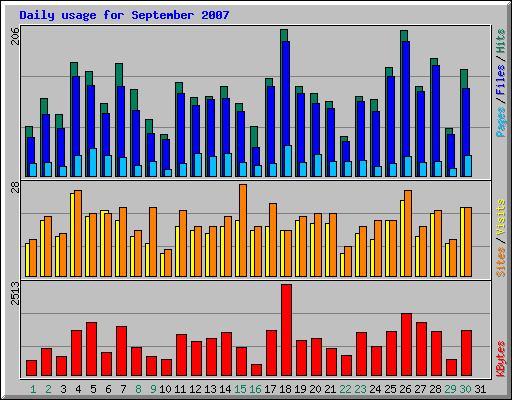 Daily usage for September 2007
206
Pages / Files / Hits
28
Sites / Visits
2513
KBytes
1 2 3 4 5 6 7 8 9 10 11 12 13 14 15 16 17 18 19 20 21 22 23 24 25 26 27 28 29 30 31